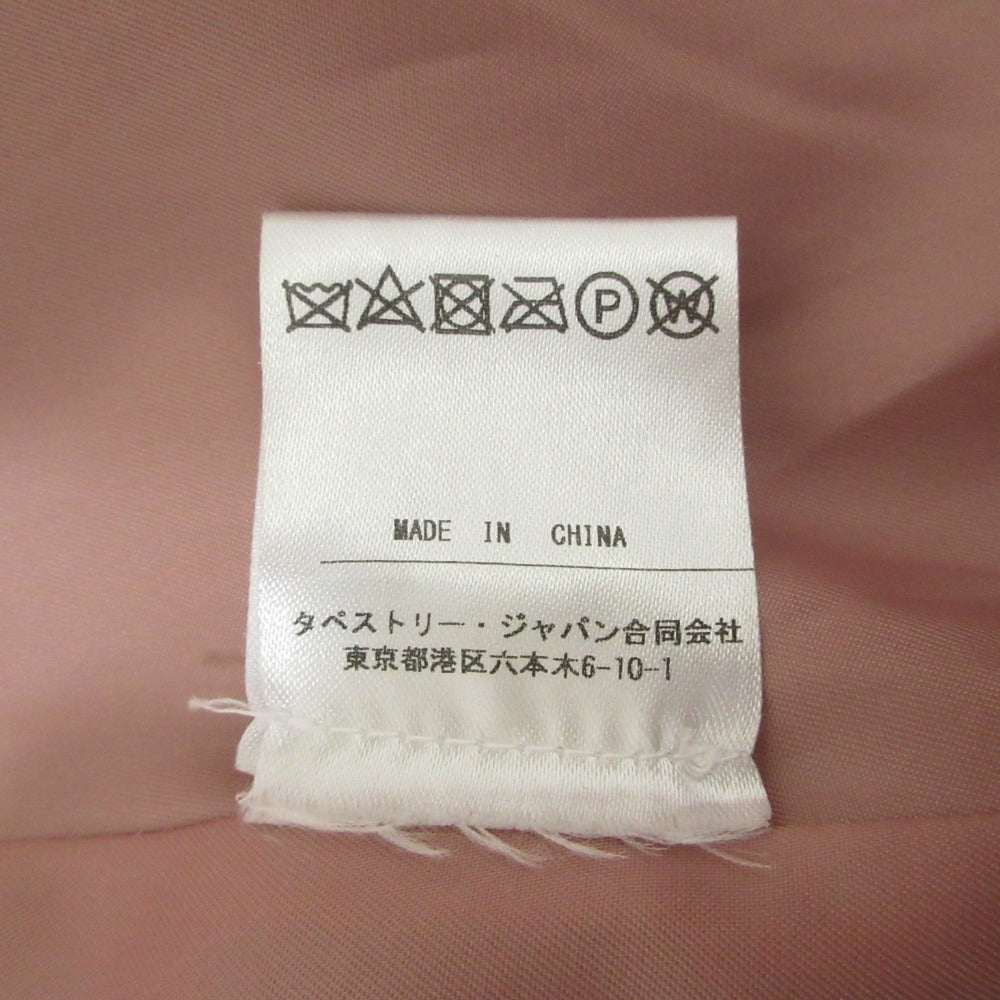 P W
MADE IN CHINA
タペストリー・ジャパン合同会社
東京都港区六本木6-10-1